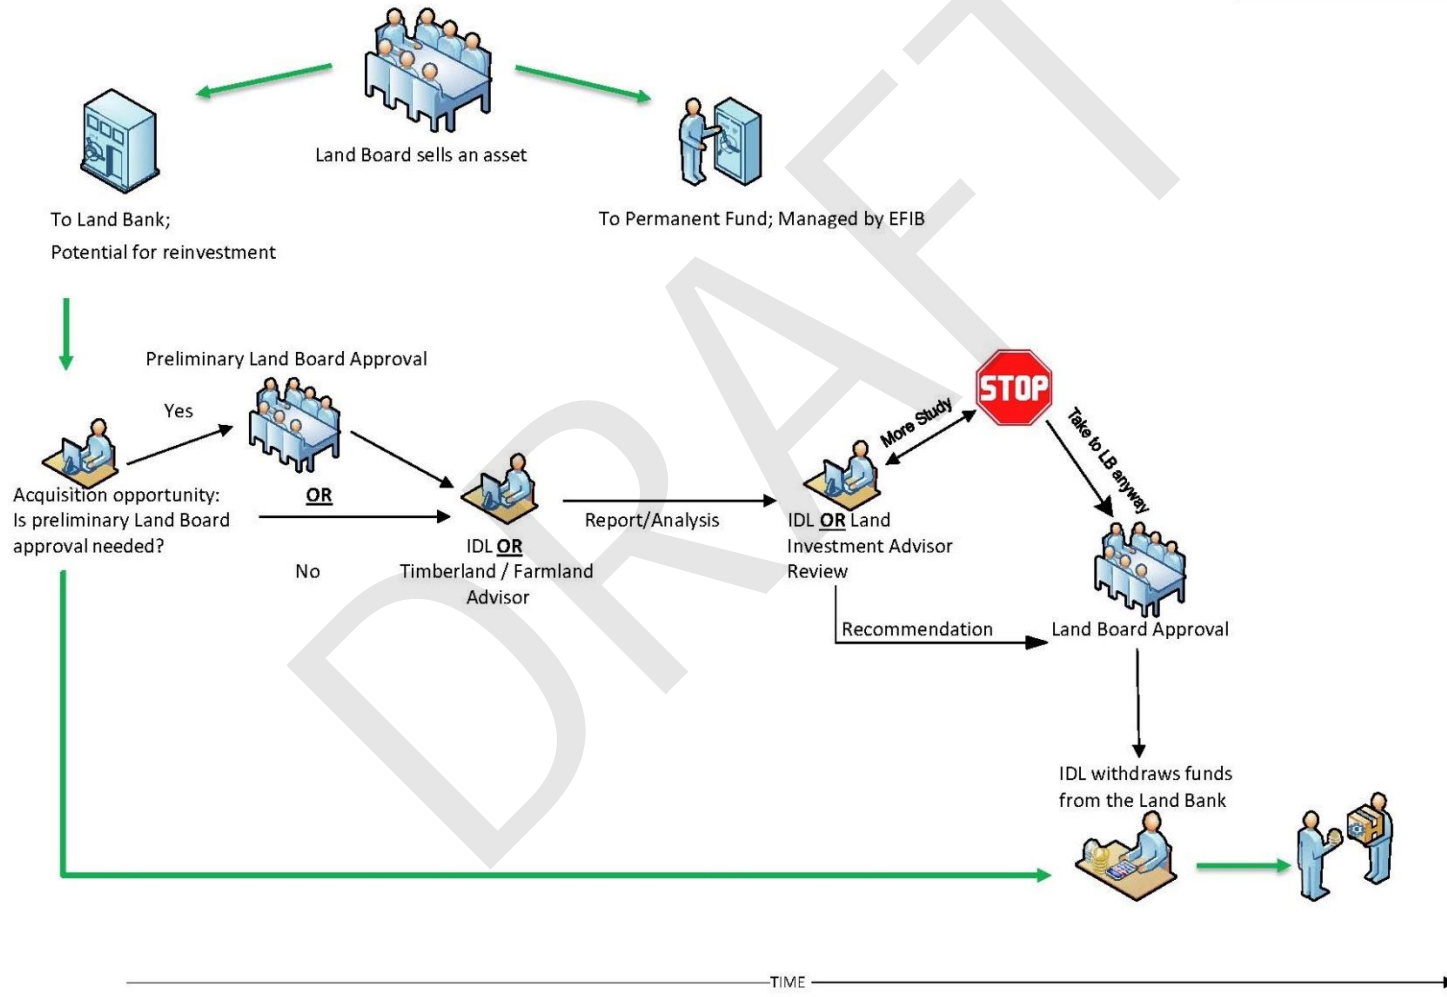 Land Board sells an asset
To Land Bank;
Potential for reinvestment
To Permanent Fund; Managed by EFIB
Preliminary Land Board Approval
Yes
STOP
More Study
Take to LB anyway
Acquisition opportunity:
Is preliminary Land Board
approval needed?
OR
No
IDL OR
Timberland / Farmland
Advisor
Report/Analysis
IDL OR Land
Investment Advisor
Review
Recommendation
Land Board Approval
IDL withdraws funds
from the Land Bank
TIME
DRAFT